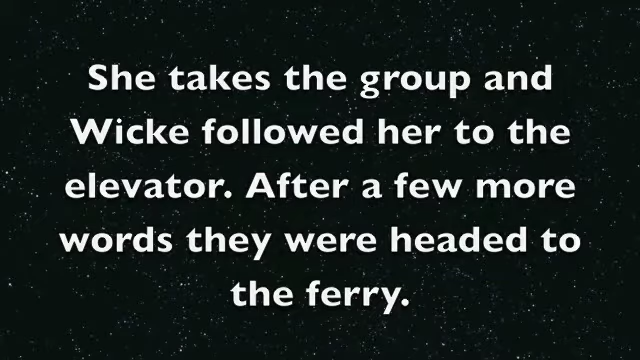 She takes the group and
Wicke followed her to the
elevator. After a few more
words they were headed to
the ferry.